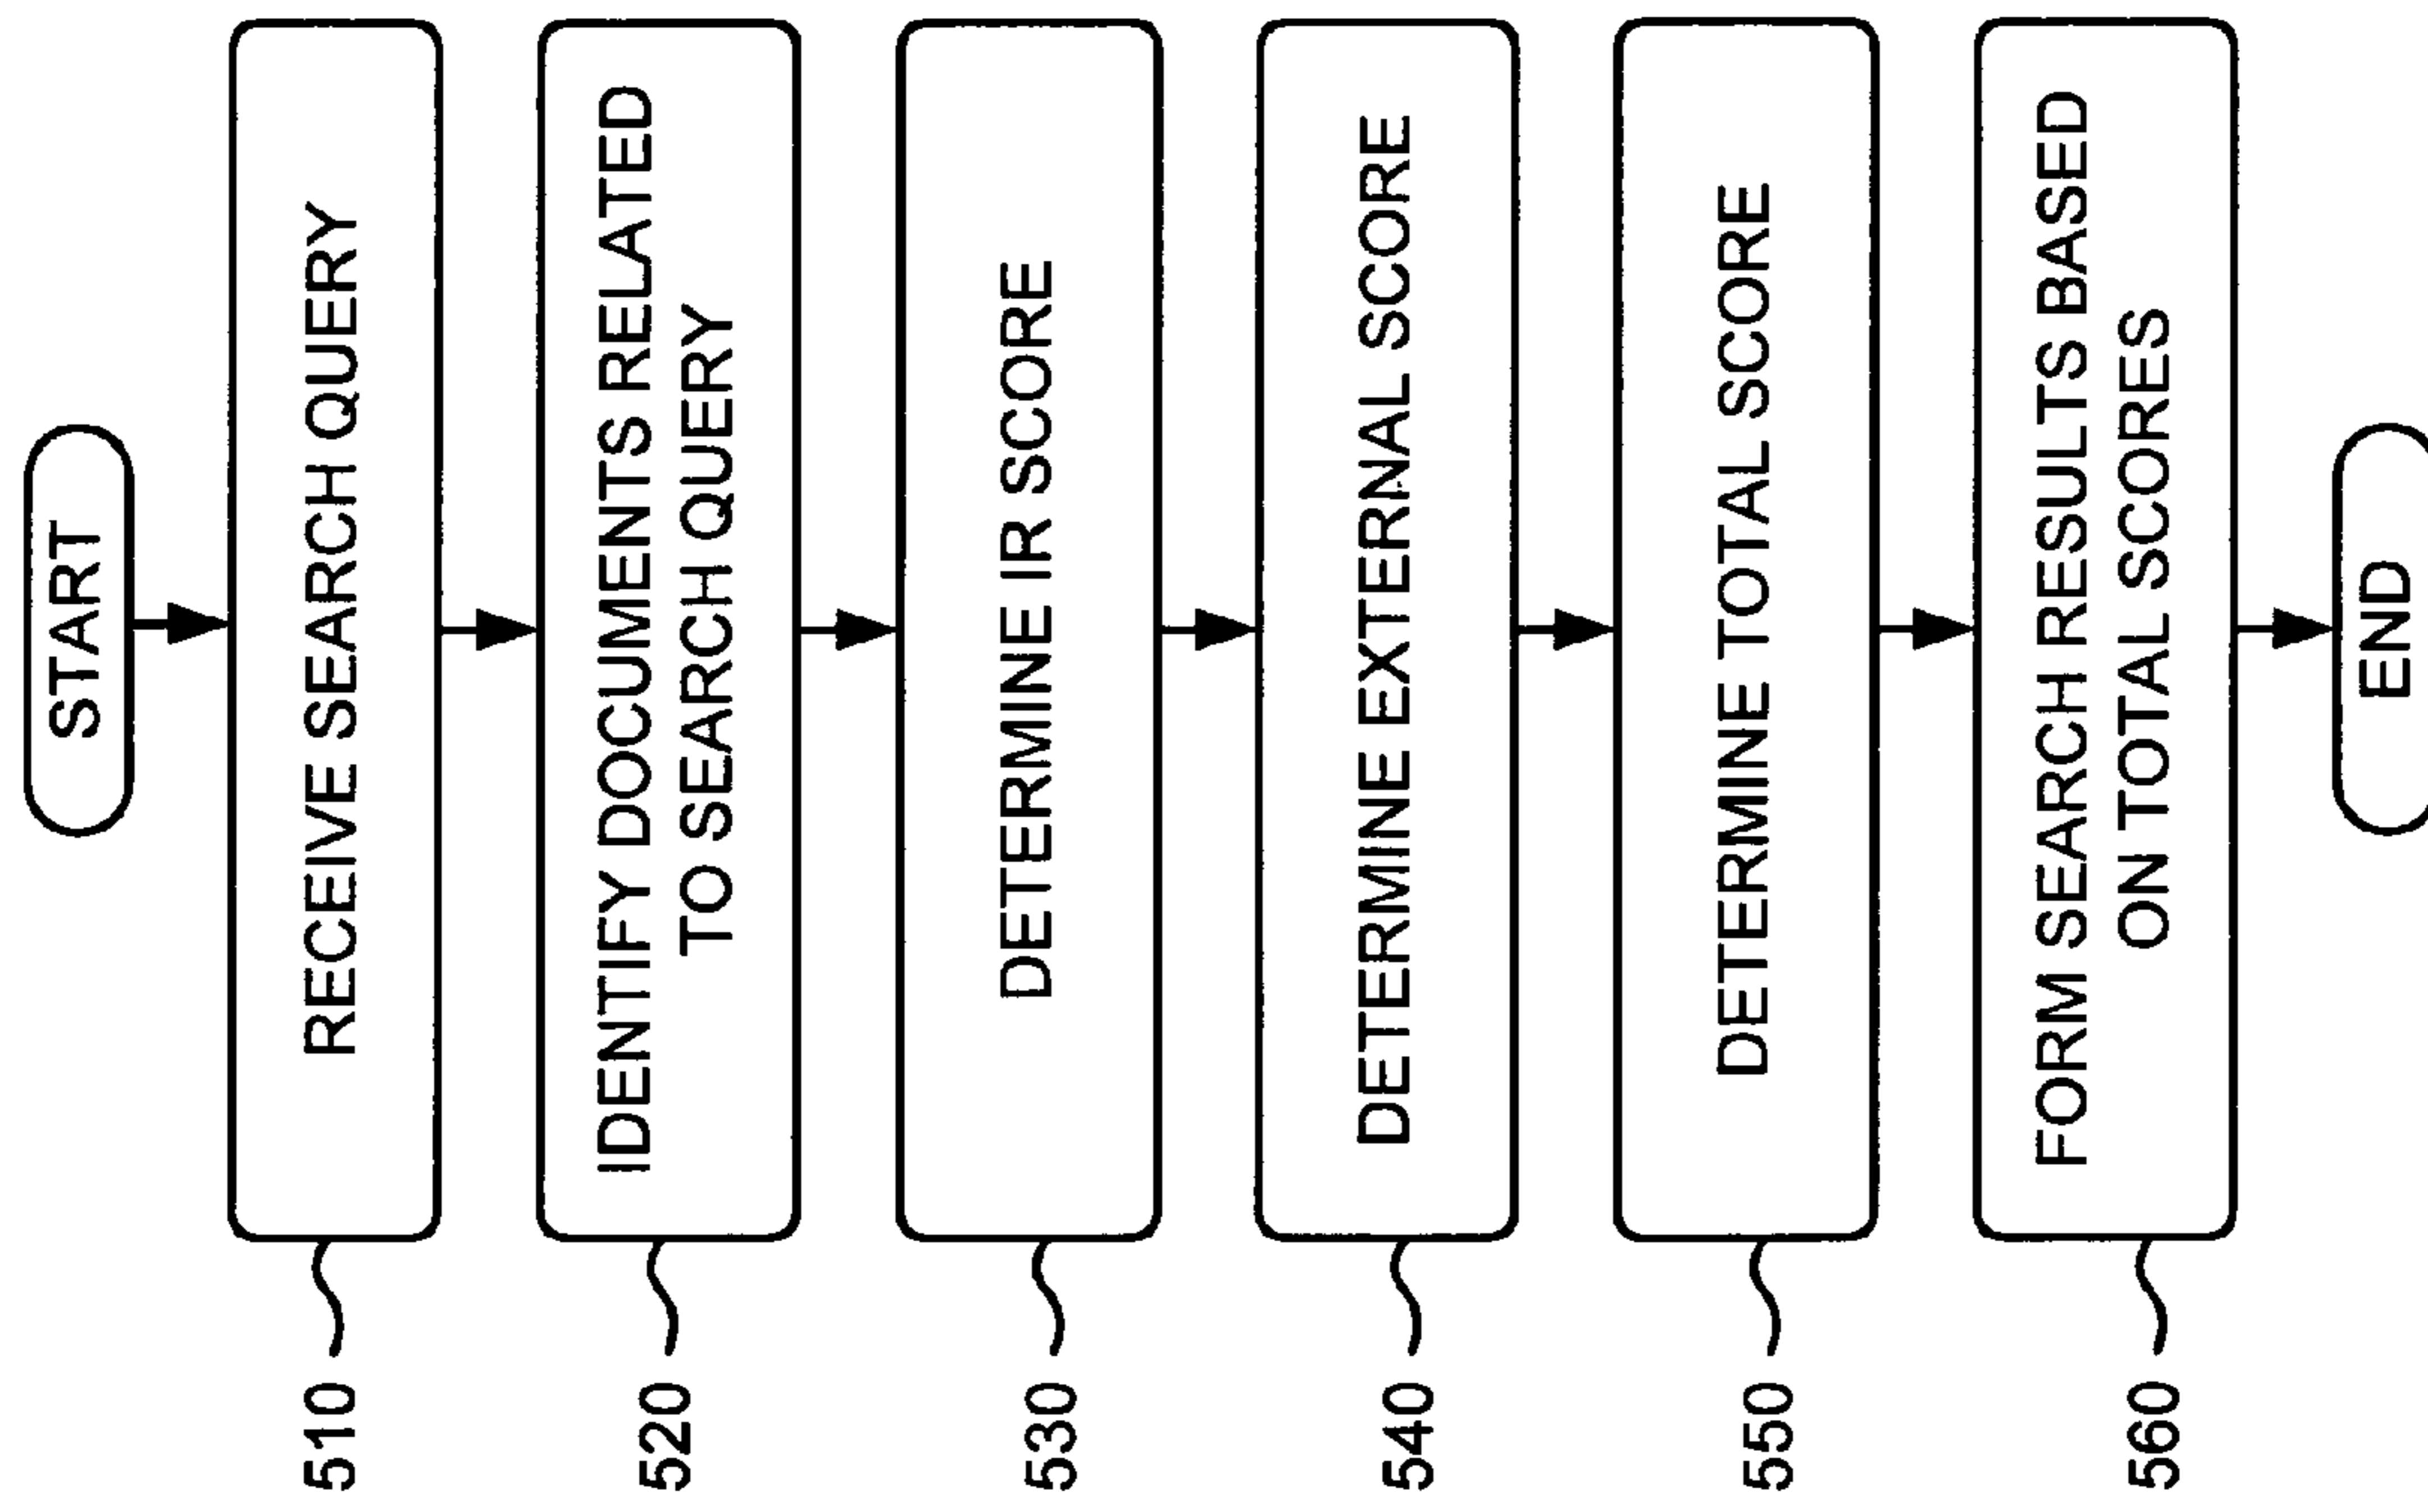 START
510
RECEIVE SEARCH QUERY
520
IDENTIFY DOCUMENTS RELATED
TO SEARCH QUERY
530
DETERMINE IR SCORE
540
DETERMINE EXTERNAL SCORE
550
DETERMINE TOTAL SCORE
560
FORM SEARCH RESULTS BASED
ON TOTAL SCORES
END